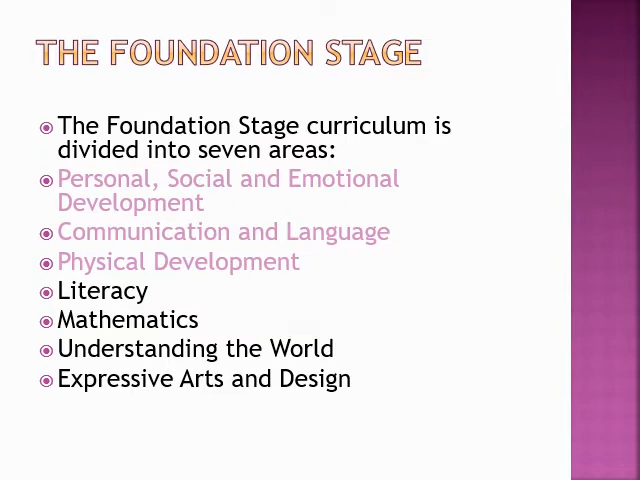 THE FOUNDATION STAGE
The Foundation Stage curriculum is
divided into seven areas:
Personal, Social and Emotional
Development
Communication and Language
Physical Development
Literacy
Mathematics
Understanding the World
Expressive Arts and Design